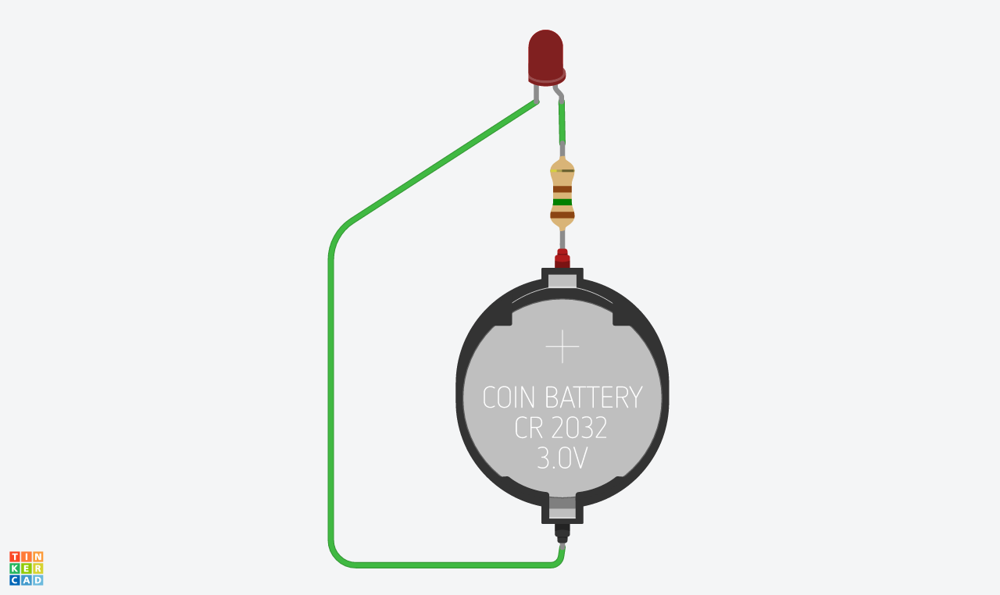 COIN BATTERY
CR 2032
3.0V
TIN
KER
CAD